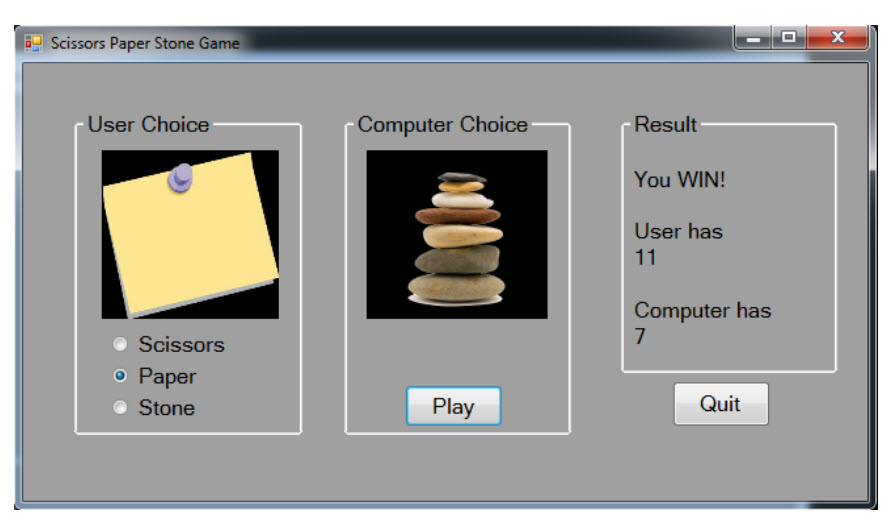 Scissors Paper Stone Game
User Choice
Scissors
Paper
Stone
Computer Choice
Play
Result
You WIN!
User has
11
Computer has
7
Quit